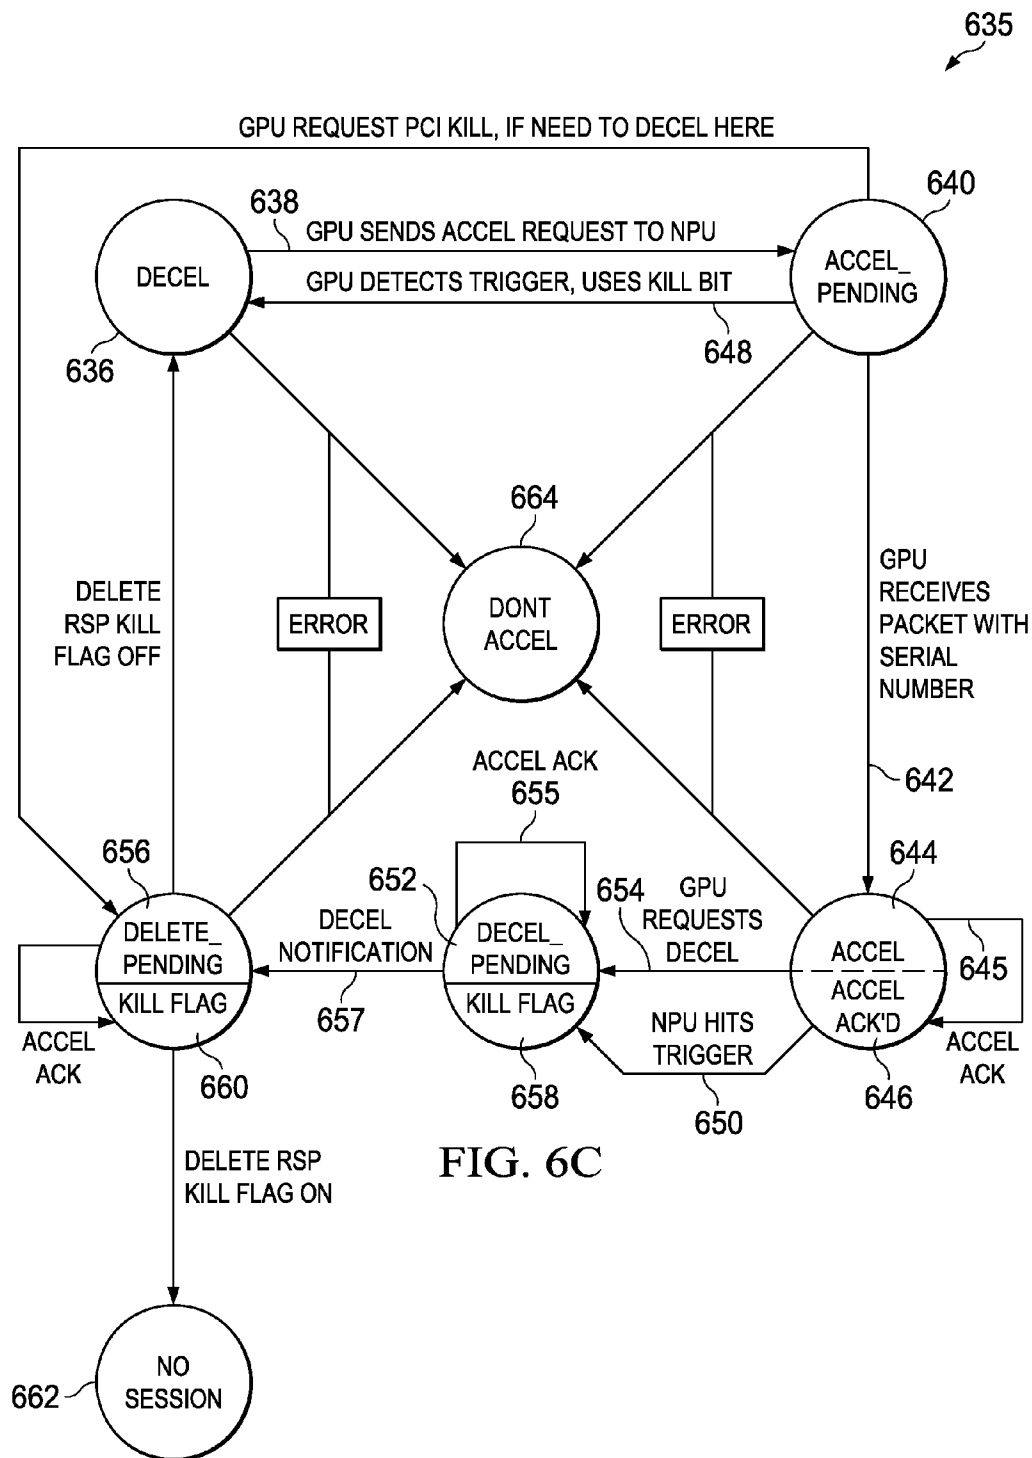 635
GPU REQUEST PCI KILL, IF NEED TO DECEL HERE
638
640
GPU SENDS ACCEL REQUEST TO NPU
DECEL
ACCEL_
PENDING
GPU DETECTS TRIGGER, USES KILL BIT
636
648
664
DELETE
RSP KILL
FLAG OFF
ERROR
DONT
ACCEL
ERROR
GPU
RECEIVES
PACKET WITH
SERIAL
NUMBER
ACCEL ACK
655
642
656
652
654
GPU
REQUESTS
DECEL
644
DELETE_
PENDING
KILL FLAG
DECEL
NOTIFICATION
657
DECEL_
PENDING
KILL FLAG
ACCEL
ACCEL
ACK'D
645
ACCEL
ACK
660
658
NPU HITS
TRIGGER
650
646
ACCEL
ACK
FIG. 6C
DELETE RSP
KILL FLAG ON
NO
SESSION
662